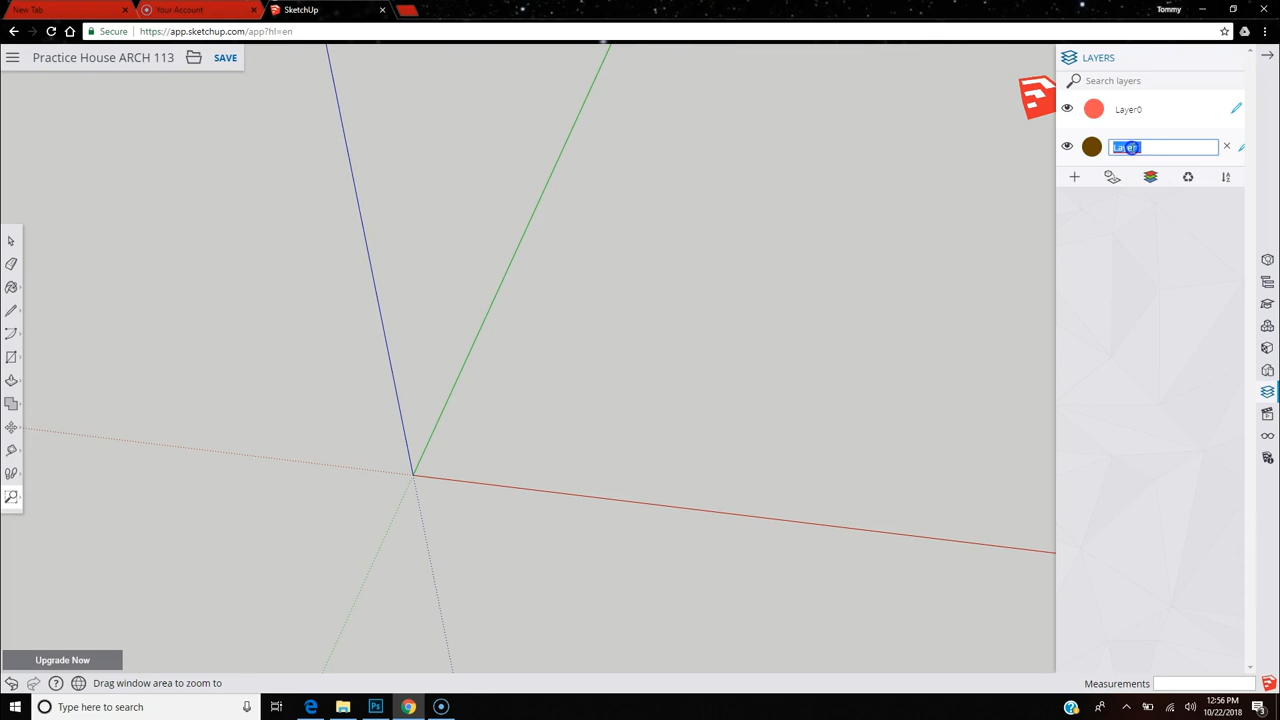 New Tab
Your Account
SketchUp
Tommy
Secure
https://app.sketchup.com/app?hl=en
Practice House ARCH 113
SAVE
LAYERS
Search layers
Layer0
Upgrade Now
Drag window area to zoom to
Measurements
Type here to search
Ps
12:56 PM
10/22/2018